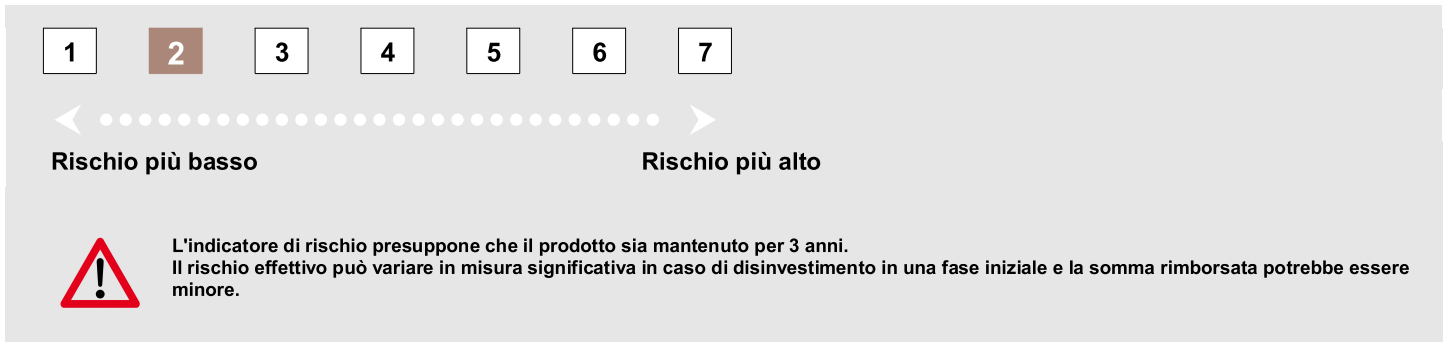 1 2 3 4 5 6 7
Rischio più basso Rischio più alto
L'indicatore di rischio presuppone che il prodotto sia mantenuto per 3 anni.
Il rischio effettivo può variare in misura significativa in caso di disinvestimento in una fase iniziale e la somma rimborsata potrebbe essere
minore.